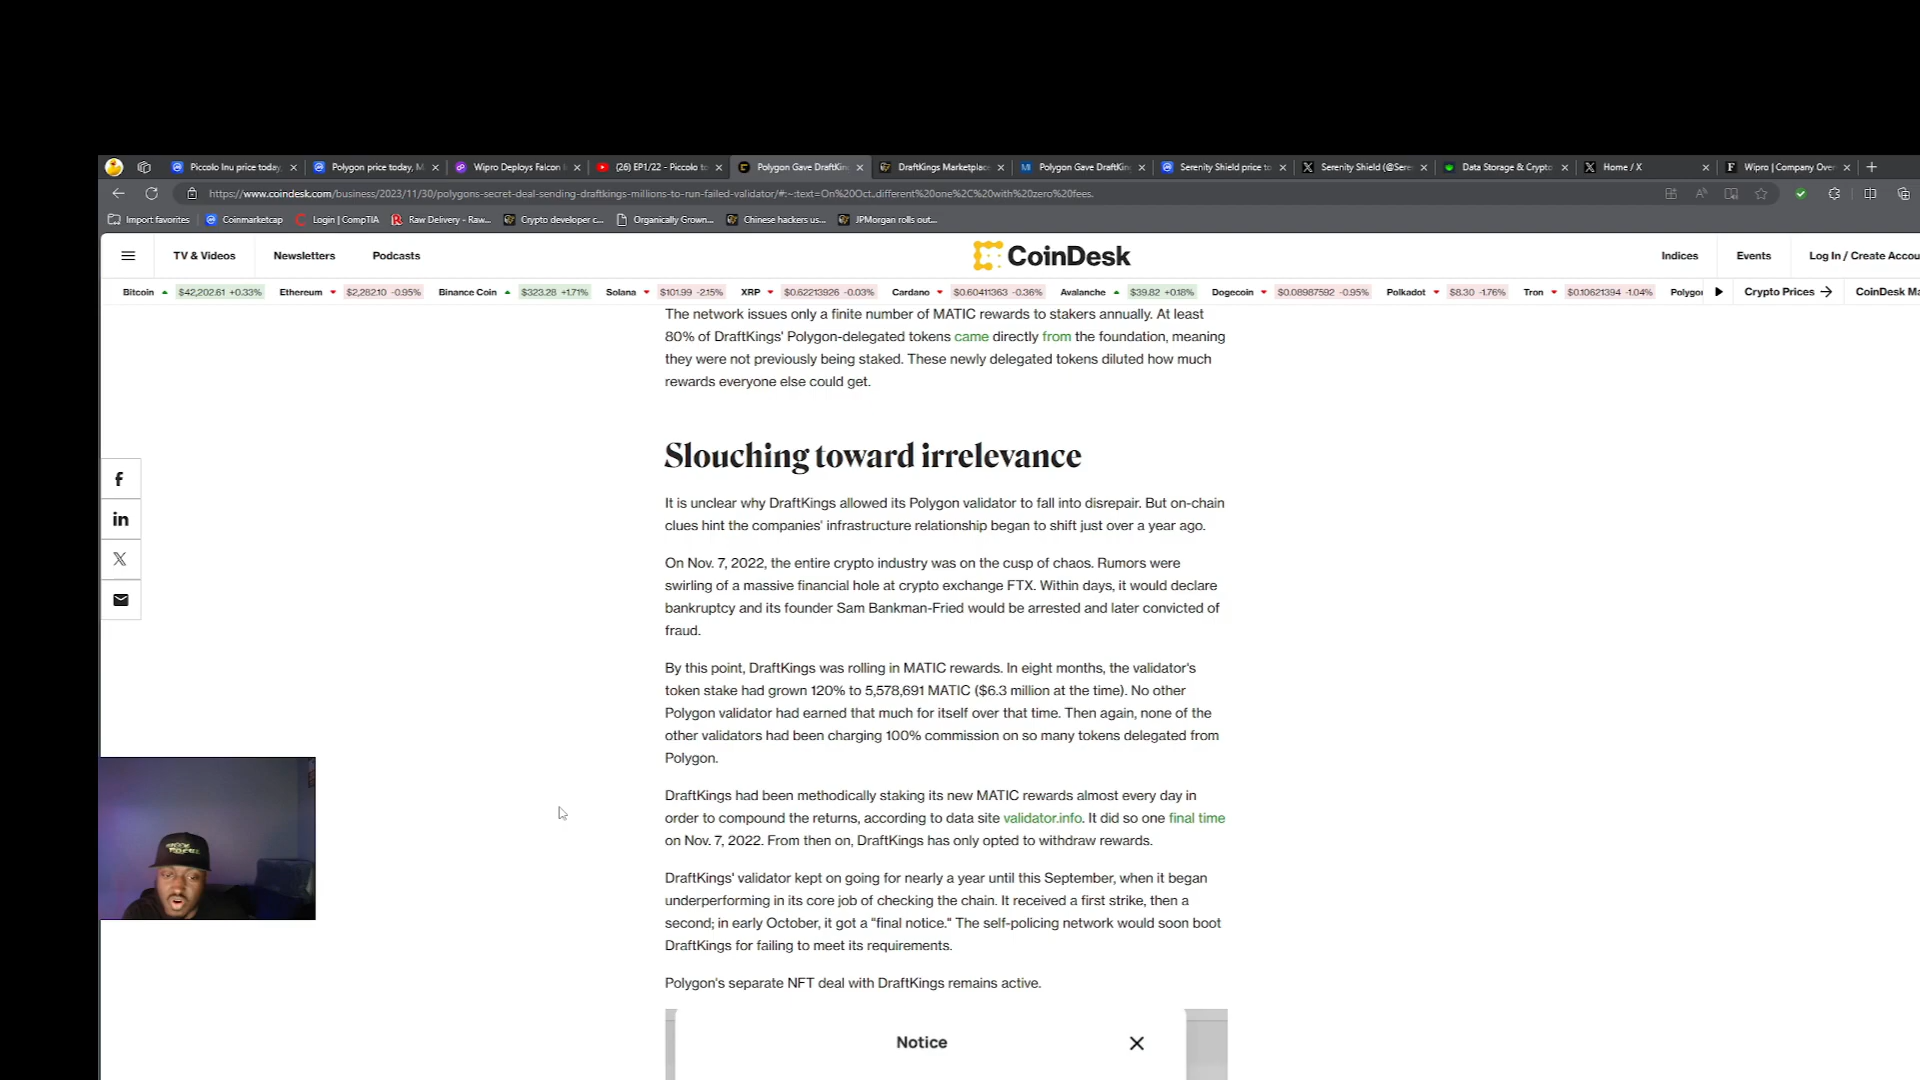 Piccolo Inu price today,
Polygon price today, M
Wipro Deploys Falcon
(26) EP1/22 - Piccolo to
Polygon Gave DraftKin
DraftKings Marketplace
Polygon Gave DraftKin
Serenity Shield price to
Serenity Shield (@Sere
Data Storage & Crypto
Home / X
Wipro | Company Over
https://www.coindesk.com/business/2023/11/30/polygons-secret-deal-sending-draftkings-millions-to-run-failed-validator/#:~:text=On%20Oct..different%20one%2C%20with%20zero%20fees.
Import favorites
Coinmarketcap
Login | CompTIA
Raw Delivery - Raw...
Crypto developer c...
Organically Grown...
Chinese hackers us...
JPMorgan rolls out...
TV & Videos
Newsletters
Podcasts
CoinDesk
Indices
Events
Log In / Create Accou
Bitcoin $42,202.61 +0.33%
Ethereum $2,282.10 -0.95%
Binance Coin $323.28 +1.71%
Solana $101.99 -2.15%
XRP $0.62213926 -0.03%
Cardano $0.60411363 -0.36%
Avalanche $39.82 +0.18%
Dogecoin $0.08987592 -0.95%
Polkadot $8.30 -1.76%
Tron $0.10621394 -1.04%
Polygo
Crypto Prices
CoinDesk Ma
The network issues only a finite number of MATIC rewards to stakers annually. At least
80% of DraftKings' Polygon-delegated tokens came directly from the foundation, meaning
they were not previously being staked. These newly delegated tokens diluted how much
rewards everyone else could get.
Slouching toward irrelevance
It is unclear why DraftKings allowed its Polygon validator to fall into disrepair. But on-chain
clues hint the companies' infrastructure relationship began to shift just over a year ago.
On Nov. 7, 2022, the entire crypto industry was on the cusp of chaos. Rumors were
swirling of a massive financial hole at crypto exchange FTX. Within days, it would declare
bankruptcy and its founder Sam Bankman-Fried would be arrested and later convicted of
fraud.
By this point, DraftKings was rolling in MATIC rewards. In eight months, the validator's
token stake had grown 120% to 5,578,691 MATIC ($6.3 million at the time). No other
Polygon validator had earned that much for itself over that time. Then again, none of the
other validators had been charging 100% commission on so many tokens delegated from
Polygon.
DraftKings had been methodically staking its new MATIC rewards almost every day in
order to compound the returns, according to data site validator.info. It did so one final time
on Nov. 7, 2022. From then on, DraftKings has only opted to withdraw rewards.
DraftKings' validator kept on going for nearly a year until this September, when it began
underperforming in its core job of checking the chain. It received a first strike, then a
second; in early October, it got a "final notice." The self-policing network would soon boot
DraftKings for failing to meet its requirements.
Polygon's separate NFT deal with DraftKings remains active.
Notice